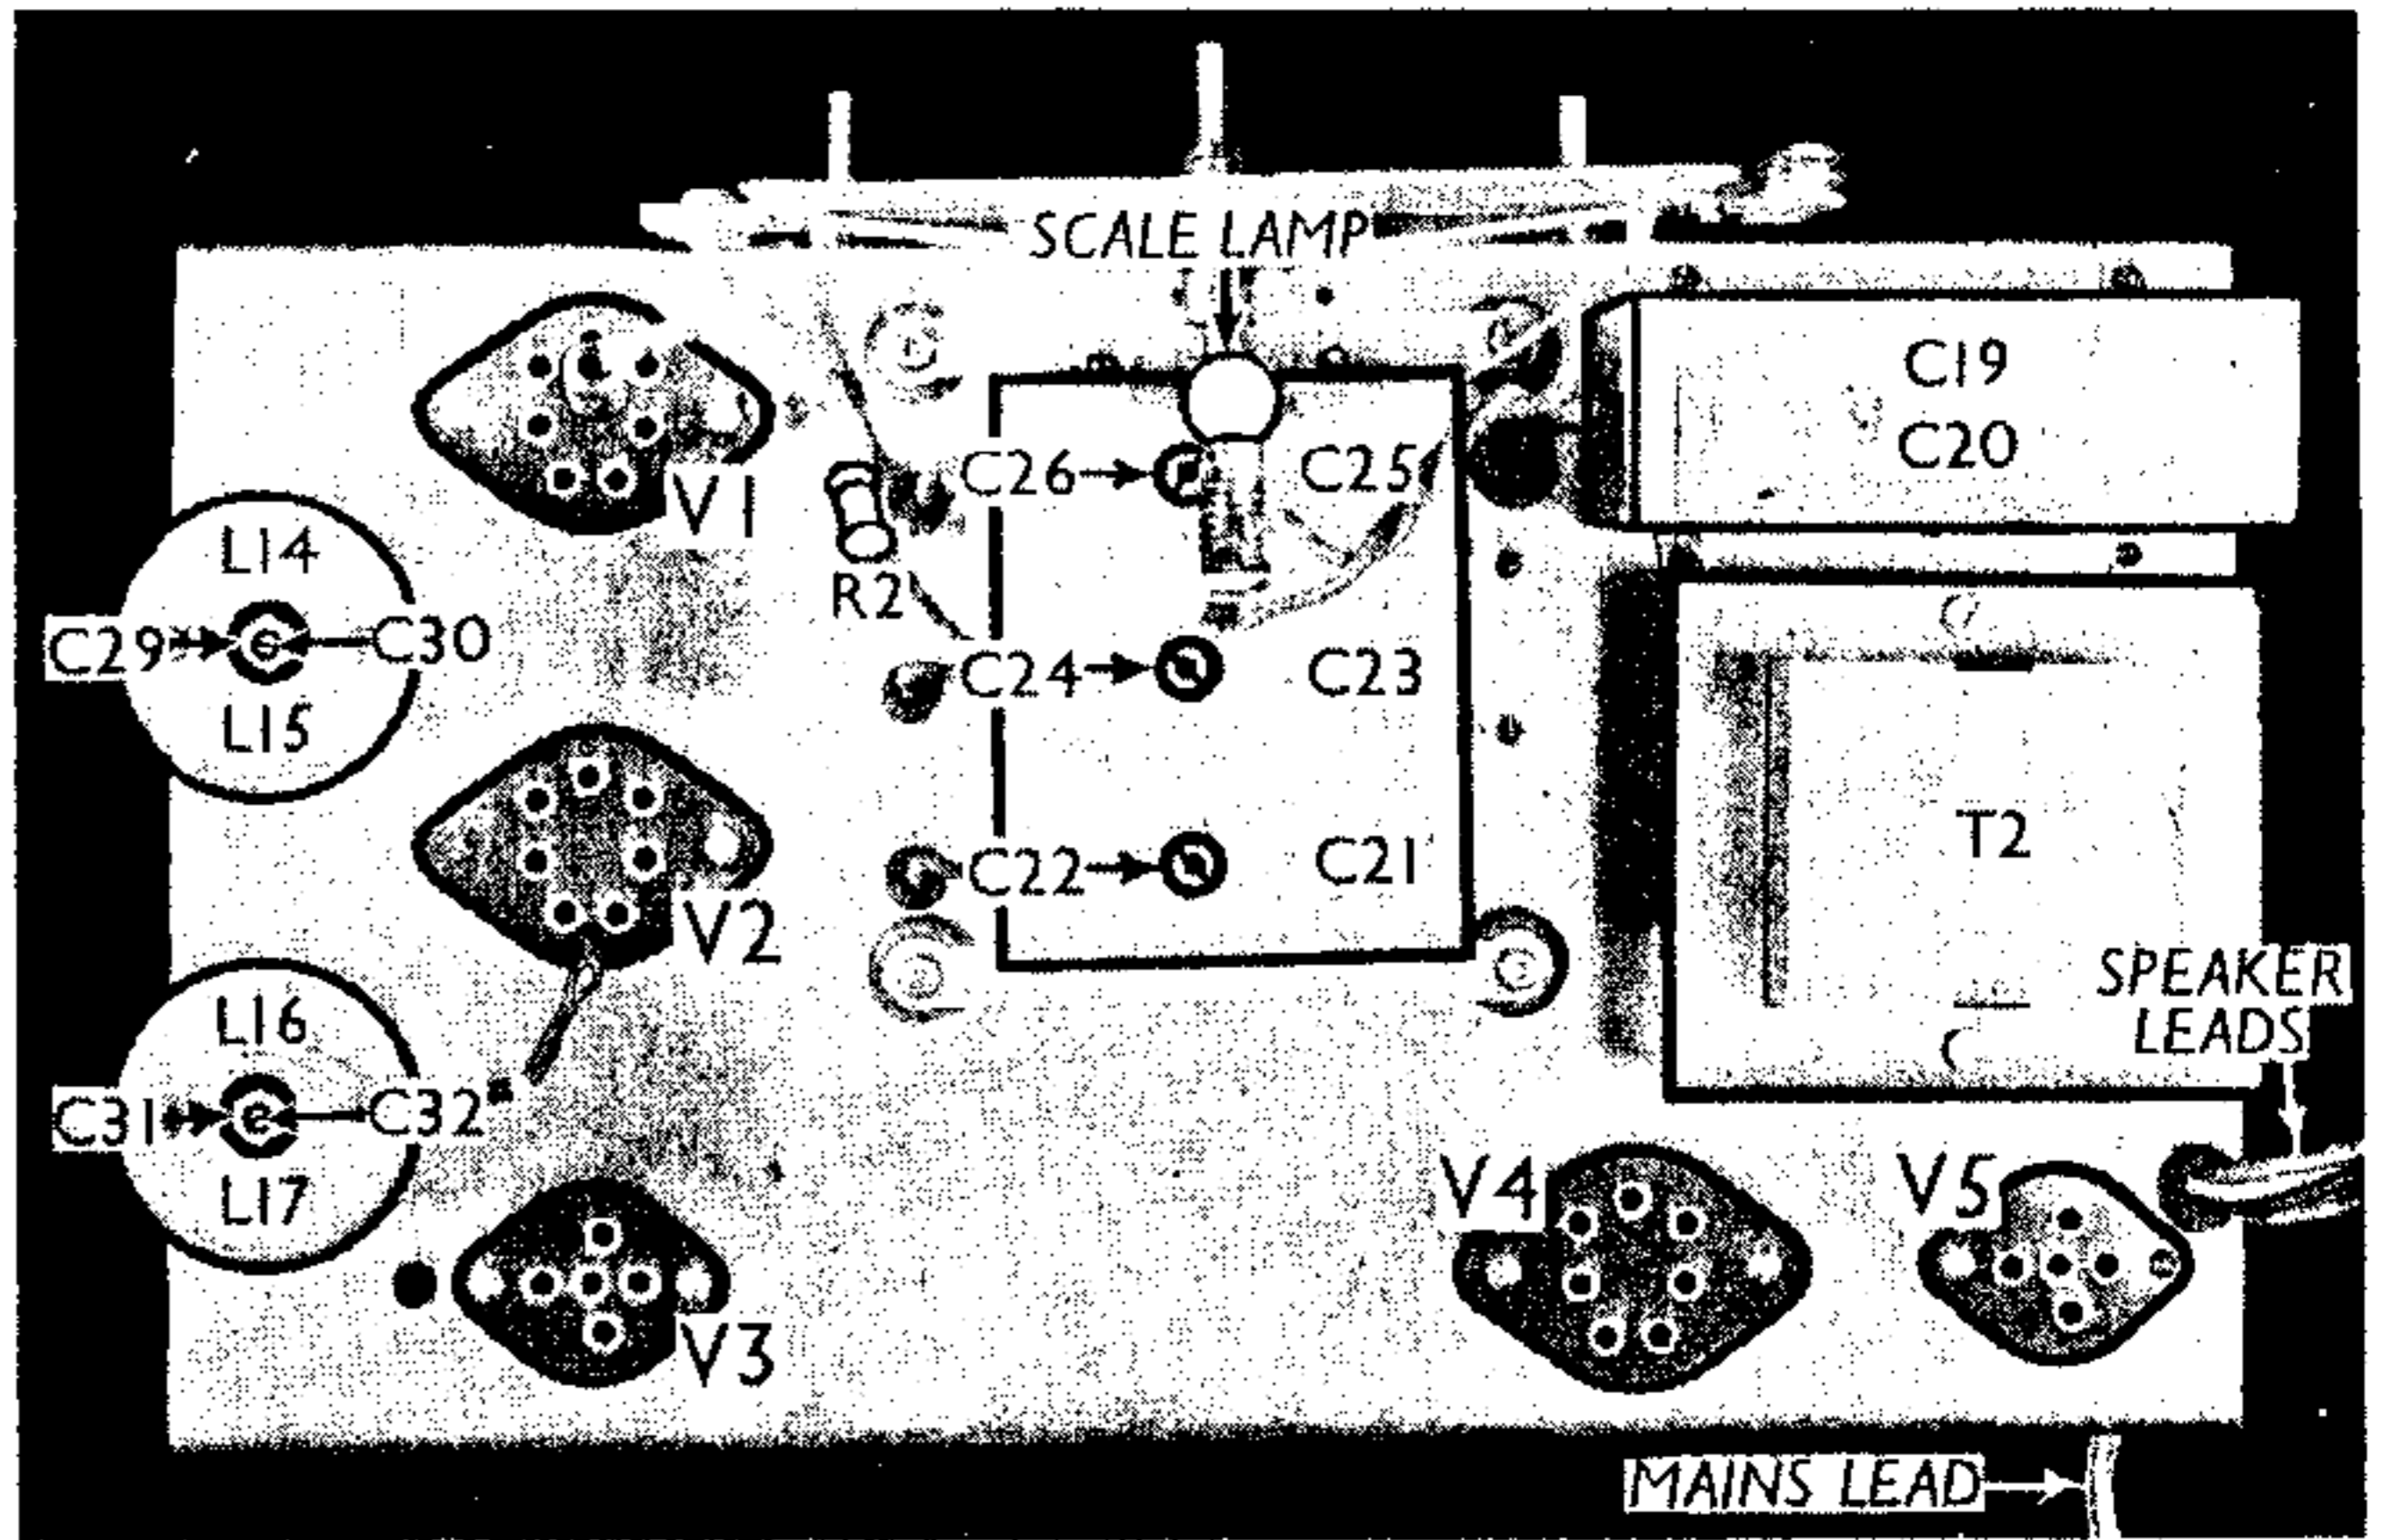 SCALE LAMP
C19
C20
C26
C25
V1
L14
R2
C29
C30
C24
C23
L15
T2
C22
C21
V2
SPEAKER
LEADS
L16
C31
C32
L17
V4
V5
V3
MAINS LEAD